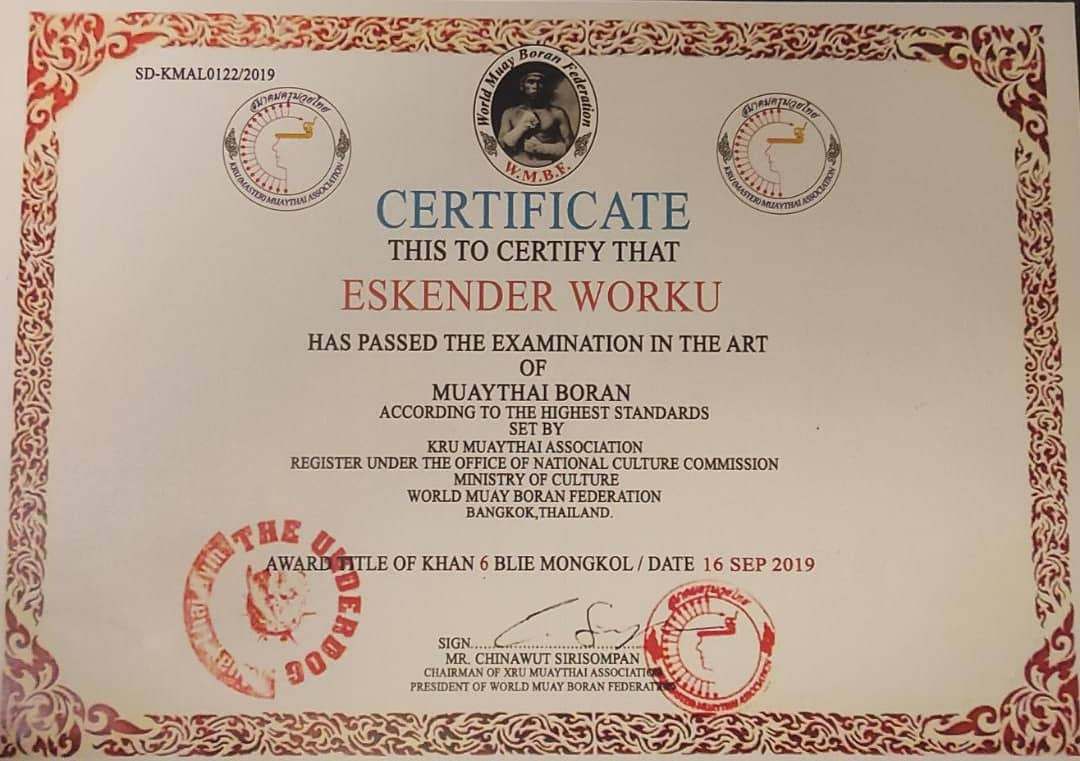 SD-KMAL0122/2019
World Muay Boran Federation
W.M.B.F.
สมาคมครูมวยไทย
KRU (MASTER) MUAYTHAI ASSOCIATION
สมาคมครูมวยไทย
KRU (MASTER) MUAYTHAI ASSOCIATION
CERTIFICATE
THIS TO CERTIFY THAT
ESKENDER WORKU
HAS PASSED THE EXAMINATION IN THE ART
OF
MUAYTHAI BORAN
ACCORDING TO THE HIGHEST STANDARDS
SET BY
KRU MUAYTHAI ASSOCIATION
REGISTER UNDER THE OFFICE OF NATIONAL CULTURE COMMISSION
MINISTRY OF CULTURE
WORLD MUAY BORAN FEDERATION
BANGKOK,THAILAND.
THE UNDERDOG
AWARD TITLE OF KHAN 6 BLIE MONGKOL / DATE 16 SEP 2019
SIGN
MR. CHINAWUT SIRISOMPAN
CHAIRMAN OF XRU MUAYTHAI ASSOCIATION
PRESIDENT OF WORLD MUAY BORAN FEDERATION
สมาคมครูมวยไทย
MUAYTHAI ASSOCIATION